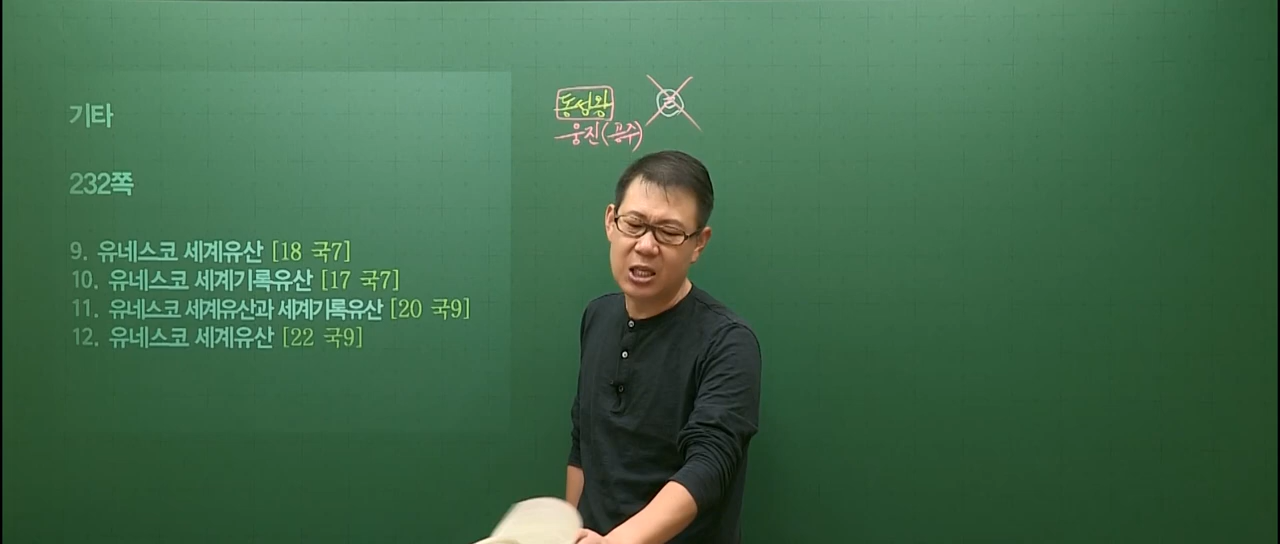 기타
232쪽
9. 유네스코 세계유산 [18 국7]
10. 유네스코 세계기록유산 [17 국7]
11. 유네스코 세계유산과 세계기록유산 [20 국9]
12. 유네스코 세계유산 [22 국9]
동성왕
웅진(공주)